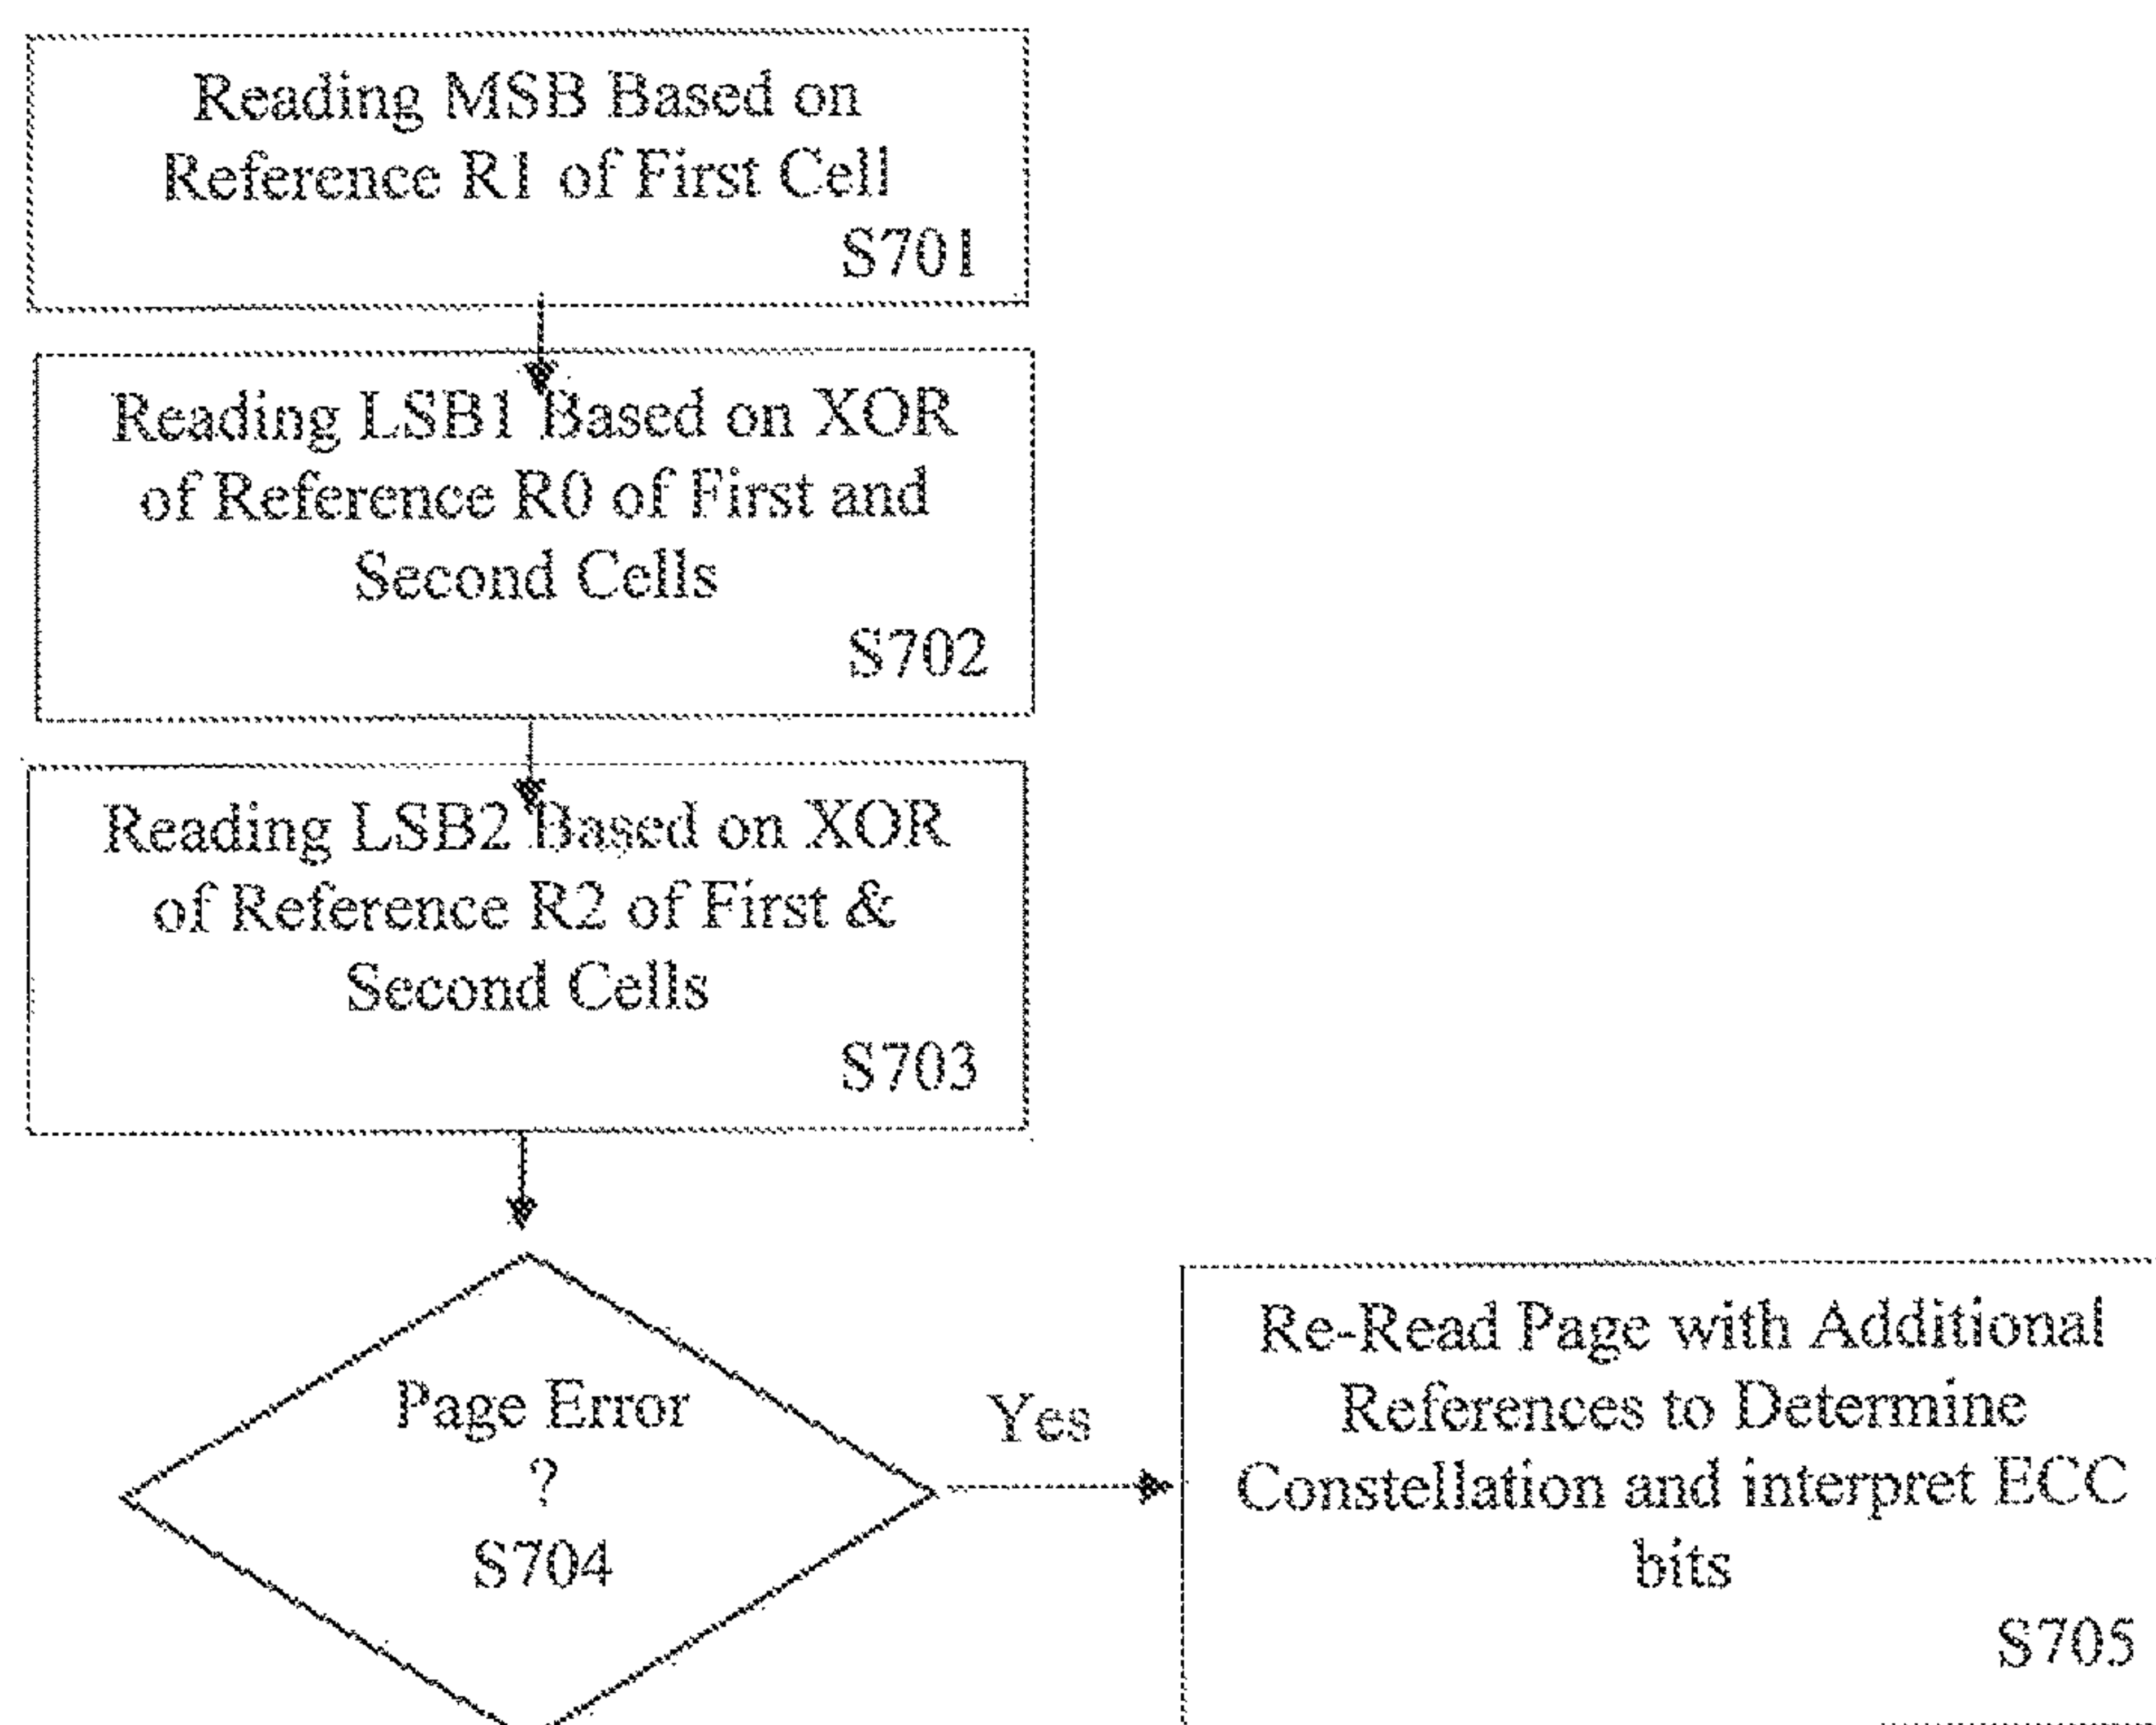 Reading MSB Based on
Reference R1 of First Cell
S701
Reading LSB1 Based on XOR
of Reference R0 of First and
Second Cells
S702
Reading LSB2 Based on XOR
of Reference R2 of First &
Second Cells
S703
Page Error
?
S704
Yes
Re-Read Page with Additional
References to Determine
Constellation and interpret ECC
bits
S705